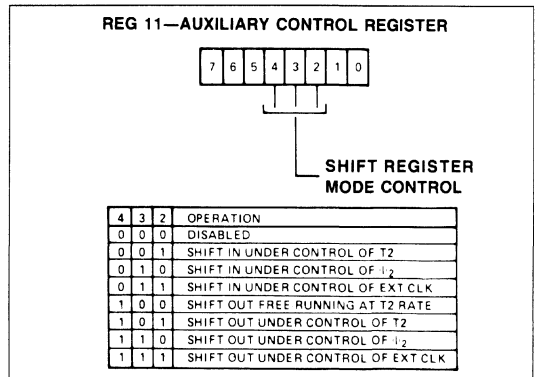 REG 11—AUXILIARY CONTROL REGISTER
7 6 5 4 3 2 1 0
SHIFT REGISTER
MODE CONTROL
4 3 2 OPERATION
0 0 0 DISABLED
0 0 1 SHIFT IN UNDER CONTROL OF T2
0 1 0 SHIFT IN UNDER CONTROL OF
0 1 1 SHIFT IN UNDER CONTROL OF EXT CLK
1 0 0 SHIFT OUT FREE RUNNING AT T2 RATE
1 0 1 SHIFT OUT UNDER CONTROL OF T2
1 1 0 SHIFT OUT UNDER CONTROL OF
1 1 1 SHIFT OUT UNDER CONTROL OF EXT CLK